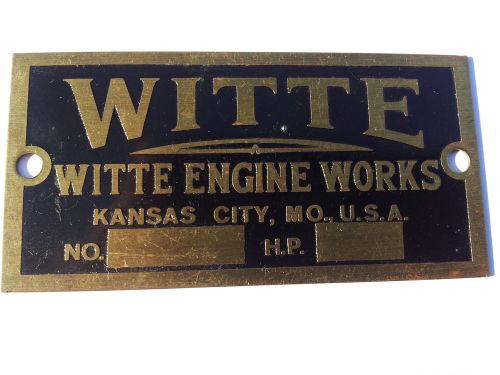 WITTE
WITTE ENGINE WORKS
KANSAS CITY, MO., U.S.A.
NO. H.P.